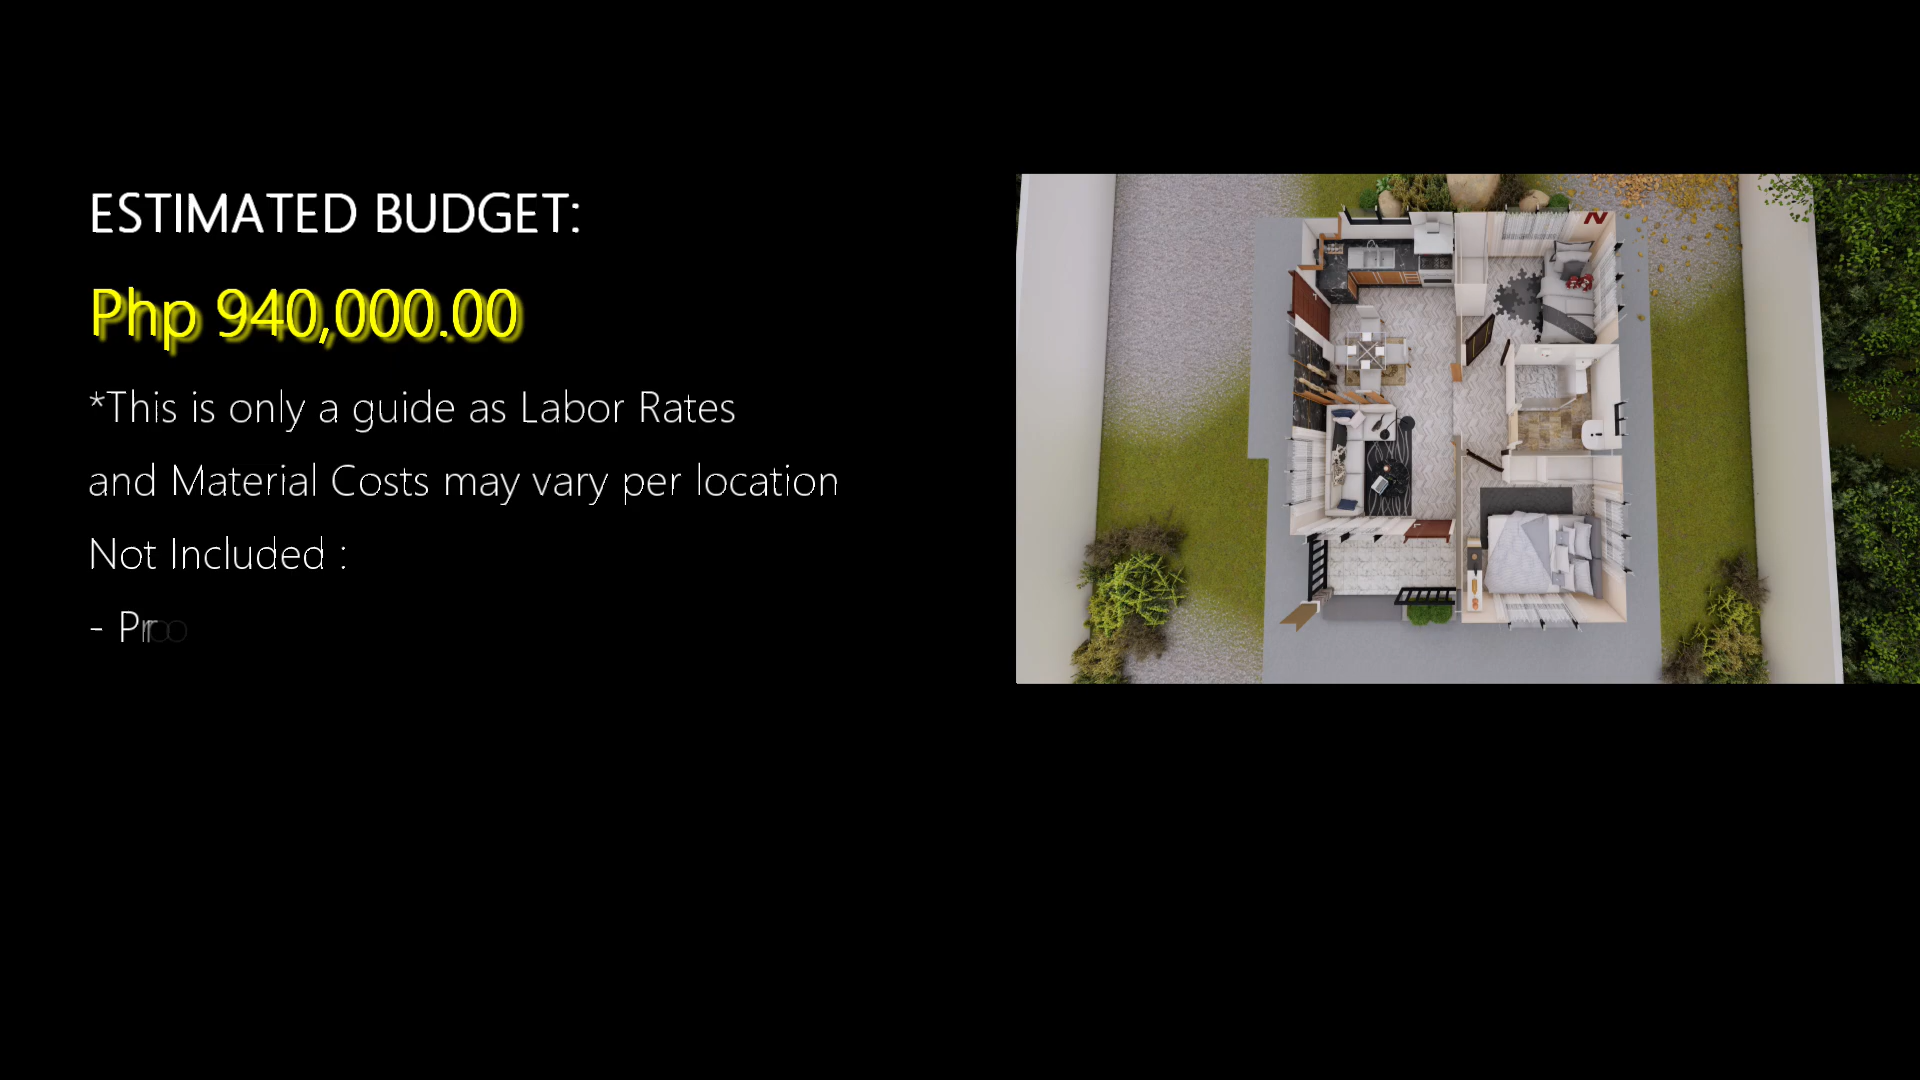 ESTIMATED BUDGET:
Php 940,000.00
*This is only a guide as Labor Rates
and Material Costs may vary per location
Not Included :
-